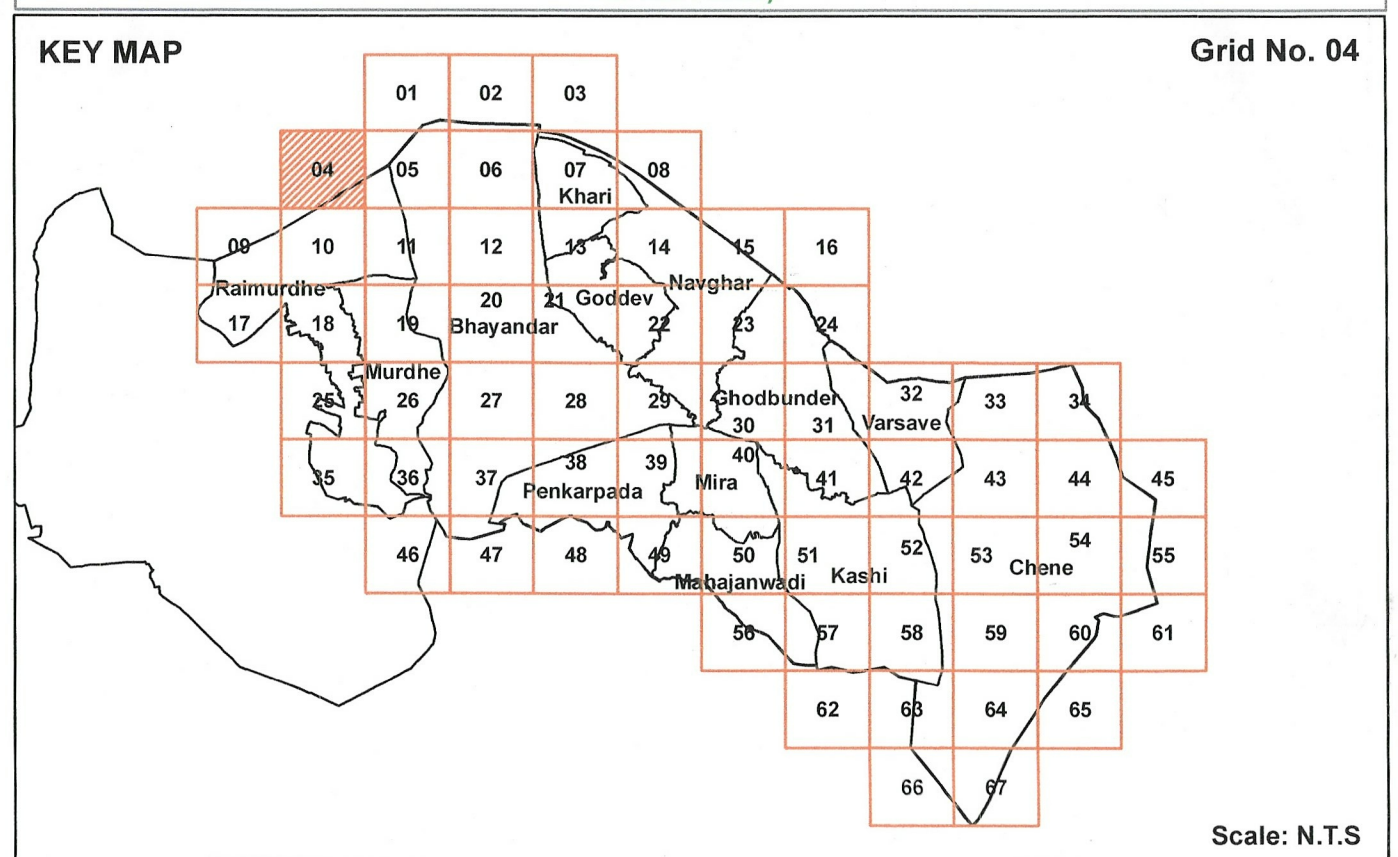 KEY MAP
Grid No. 04
01 02 03
04 05 06 07 08
Khari
09 10 11 12 13 14 15 16
Navghar
Raimurdhe
Goddev
20 21
17 18 19 22 23 24
Bhayandar
Murdhe
32
Ghodbunder
25 26 27 28 29 33 34
30 31
Varsave
40
38 39
35 36 37 41 42 43 44 45
Mira
Penkarpada
52 54
46 47 48 49 50 51 53 55
Chene
Kashi
Mahajanwadi
56 57 58 59 60 61
62 63 64 65
66 67
Scale: N.T.S